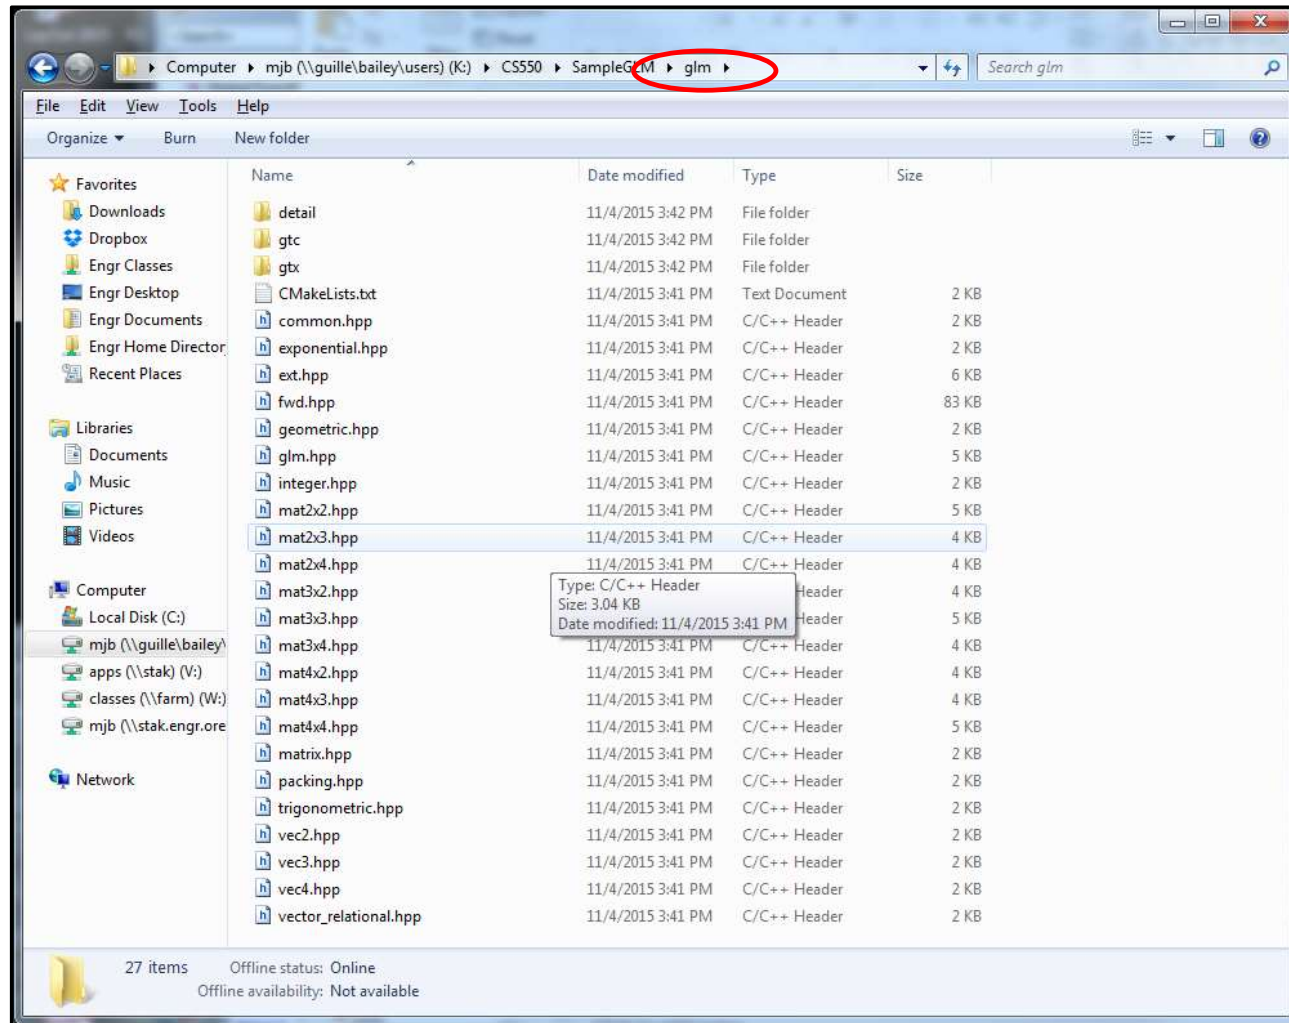 Computer ▸ mjb (\\guille\bailey\users) (K:) ▸ CS550 ▸ SampleGLM ▸ glm ▸
Search glm
File Edit View Tools Help
Organize Burn New folder
Name Date modified Type Size
Favorites
Downloads
Dropbox
Engr Classes
Engr Desktop
Engr Documents
Engr Home Director
Recent Places
Libraries
Documents
Music
Pictures
Videos
Computer
Local Disk (C:)
mjb (\\guille\bailey\
apps (\\stak) (V:)
classes (\\farm) (W:)
mjb (\\stak.engr.ore
Network
detail 11/4/2015 3:42 PM File folder
gtc 11/4/2015 3:42 PM File folder
gtx 11/4/2015 3:42 PM File folder
CMakeLists.txt 11/4/2015 3:41 PM Text Document 2 KB
common.hpp 11/4/2015 3:41 PM C/C++ Header 2 KB
exponential.hpp 11/4/2015 3:41 PM C/C++ Header 2 KB
ext.hpp 11/4/2015 3:41 PM C/C++ Header 6 KB
fwd.hpp 11/4/2015 3:41 PM C/C++ Header 83 KB
geometric.hpp 11/4/2015 3:41 PM C/C++ Header 2 KB
glm.hpp 11/4/2015 3:41 PM C/C++ Header 5 KB
integer.hpp 11/4/2015 3:41 PM C/C++ Header 2 KB
mat2x2.hpp 11/4/2015 3:41 PM C/C++ Header 5 KB
mat2x3.hpp 11/4/2015 3:41 PM C/C++ Header 4 KB
mat2x4.hpp 11/4/2015 3:41 PM C/C++ Header 4 KB
mat3x2.hpp Header 4 KB
mat3x3.hpp Header 5 KB
Type: C/C++ Header
Size: 3.04 KB
Date modified: 11/4/2015 3:41 PM
mat3x4.hpp 11/4/2015 3:41 PM C/C++ Header 4 KB
mat4x2.hpp 11/4/2015 3:41 PM C/C++ Header 4 KB
mat4x3.hpp 11/4/2015 3:41 PM C/C++ Header 4 KB
mat4x4.hpp 11/4/2015 3:41 PM C/C++ Header 5 KB
matrix.hpp 11/4/2015 3:41 PM C/C++ Header 2 KB
packing.hpp 11/4/2015 3:41 PM C/C++ Header 2 KB
trigonometric.hpp 11/4/2015 3:41 PM C/C++ Header 2 KB
vec2.hpp 11/4/2015 3:41 PM C/C++ Header 2 KB
vec3.hpp 11/4/2015 3:41 PM C/C++ Header 2 KB
vec4.hpp 11/4/2015 3:41 PM C/C++ Header 2 KB
vector_relational.hpp 11/4/2015 3:41 PM C/C++ Header 2 KB
27 items Offline status: Online
Offline availability: Not available